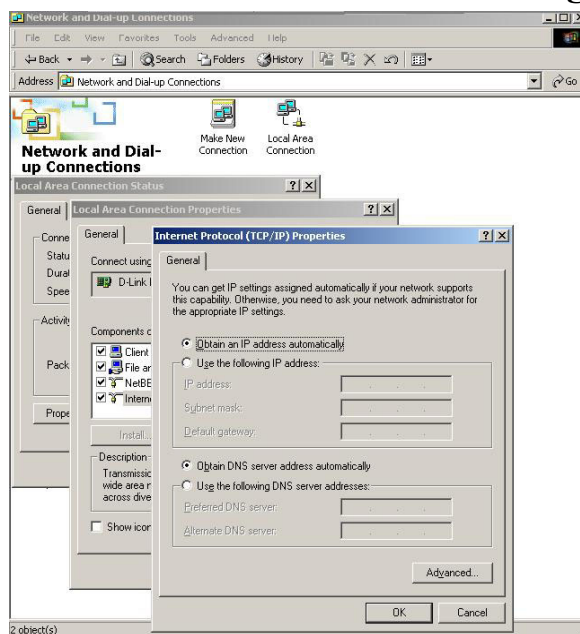 Network and Dial-up Connections
File Edit View Favorites Tools Advanced Help
Back Search Folders History
Address Network and Dial-up Connections Go
Network and Dial-up Connections
Make New Connection
Local Area Connection
Local Area Connection Status
General
Local Area Connection Properties
General
Connect using
D-Link
Components
Client
File
Install...
Description
wide area
across
Show
Internet Protocol (TCP/IP) Properties
General
You can get IP settings assigned automatically if your network supports
this capability. Otherwise, you need to ask your network administrator for
the appropriate IP settings.
Obtain an IP address automatically
Use the following IP address:
IP address:
Subnet mask:
Default gateway:
Obtain DNS server address automatically
Use the following DNS server addresses:
Preferred DNS server:
Alternate DNS server:
Advanced...
OK Cancel
2 object(s)